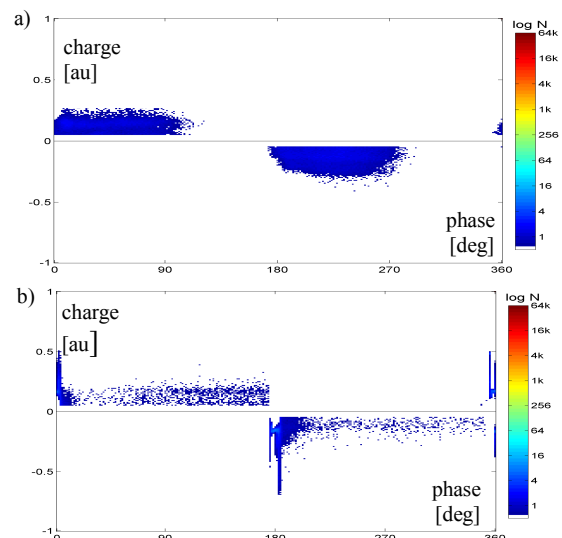 a)
charge
[au]
1
0.5
0
-0.5
-1
0
90
180
270
360
phase
[deg]
log N
64k
16k
4k
1k
256
64
16
4
1
b)
charge
[au]
1
0.5
0
-0.5
-1
0
90
180
270
360
phase
[deg]
log N
64k
16k
4k
1k
256
64
16
4
1